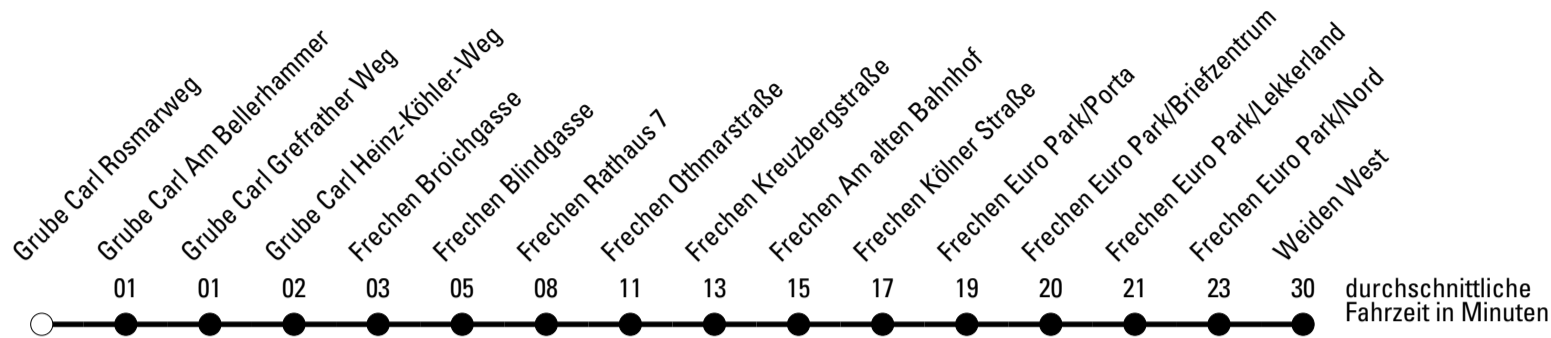 Grube Carl Rosmarweg
Grube Carl Am Bellerhammer
Grube Carl Grefrather Weg
Grube Carl Heinz-Köhler-Weg
Frechen Broichgasse
Frechen Blindgasse
Frechen Rathaus 7
Frechen Othmarstraße
Frechen Kreuzbergstraße
Frechen Am alten Bahnhof
Frechen Kölner Straße
Frechen Euro Park/Porta
Frechen Euro Park/Briefzentrum
Frechen Euro Park/Lekkerland
Frechen Euro Park/Nord
Weiden West
01 01 02 03 05 08 11 13 15 17 19 20 21 23 30
durchschnittliche
Fahrzeit in Minuten